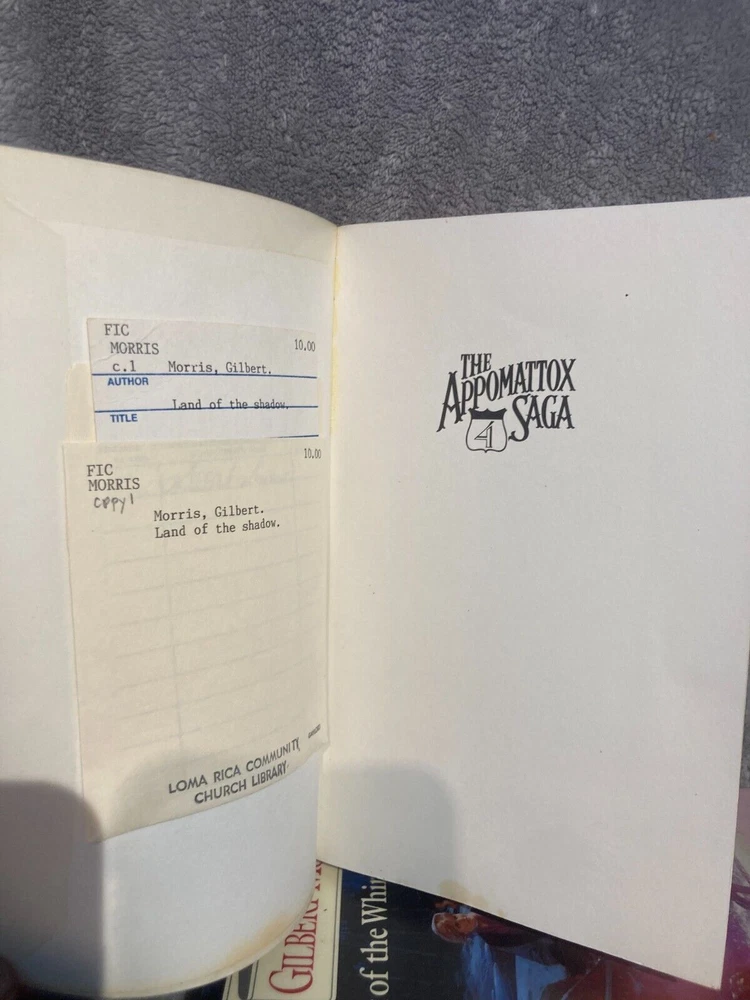 FIC
MORRIS 10.00
c.1 Morris, Gilbert.
AUTHOR
Land of the shadow.
TITLE
FIC 10.00
MORRIS
copy 1
Morris, Gilbert.
Land of the shadow.
LOMA RICA COMMUNITY
CHURCH LIBRARY
THE
APPOMATTOX
SAGA
4
GILBERT
of the Whi